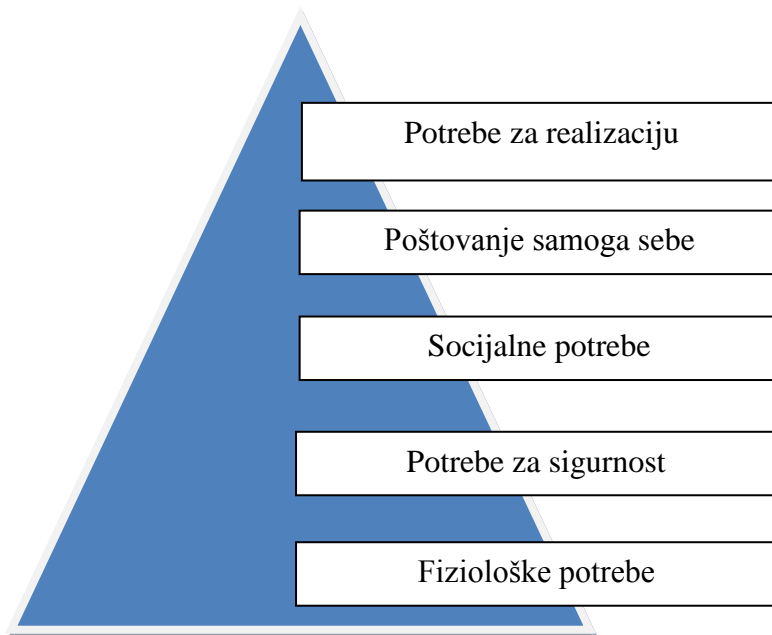 Potrebe za realizaciju
Poštovanje samoga sebe
Socijalne potrebe
Potrebe za sigurnost
Fiziološke potrebe